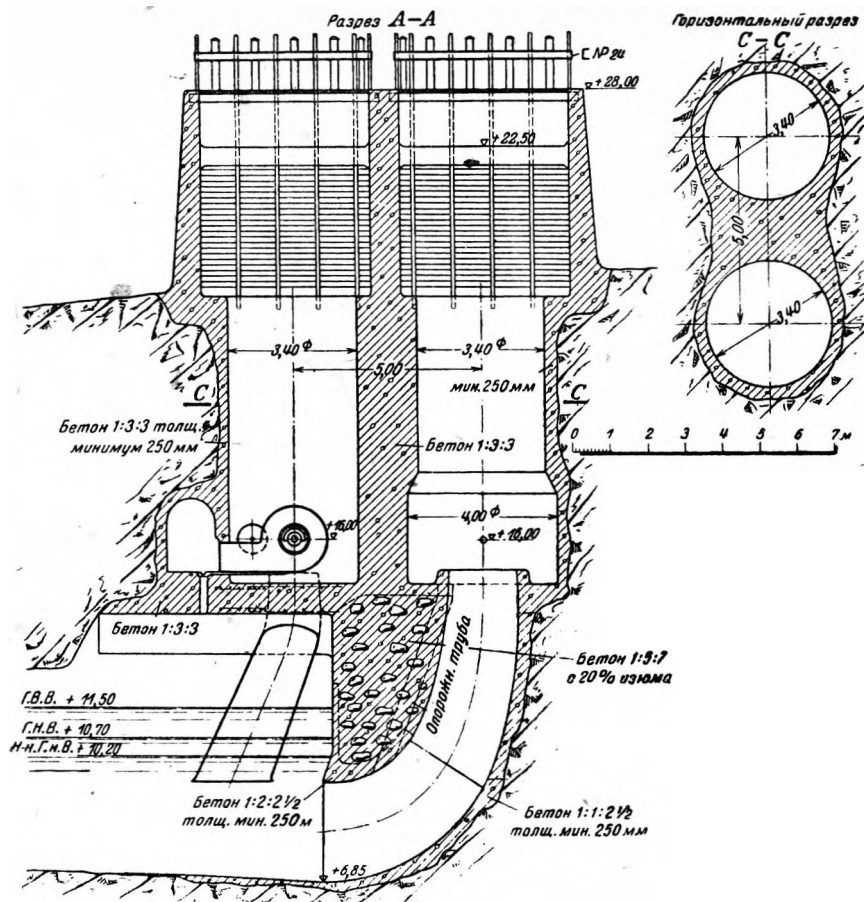 Разрез А–А
Горизонтальный разрез
С – С
[ № 24
+28,00
+22,50
3,40
5,00
3,40
3,40 ф
3,40 ф
5,00
мин. 250 мм
С
С
Бетон 1:3:3 толщ.
минимум 250 мм
Бетон 1:3:3
0 1 2 3 4 5 6 7 м
4,00 ф
+16,00
+16,00
Бетон 1:3:3
Опорожн. труба
Бетон 1:5:7
с 20% изюма
Г.В.В. + 11,50
Г.Н.В. + 10,70
Н-н.Г.н.В. + 10,20
Бетон 1:2:2½
толщ. мин. 250 м
Бетон 1:1:2½
толщ. мин. 250 мм
+6,85